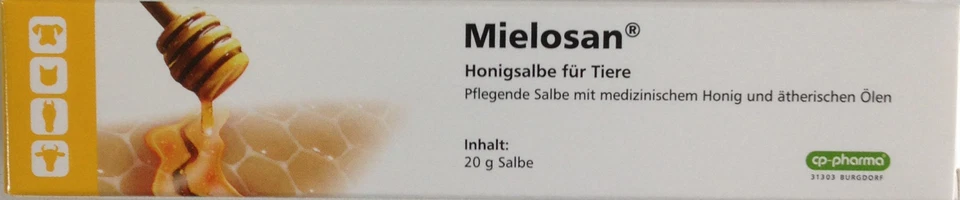 Mielosan®
Honigsalbe für Tiere
Pflegende Salbe mit medizinischem Honig und ätherischen Ölen
Inhalt:
20 g Salbe
cp-pharma®
31303 BURGDORF